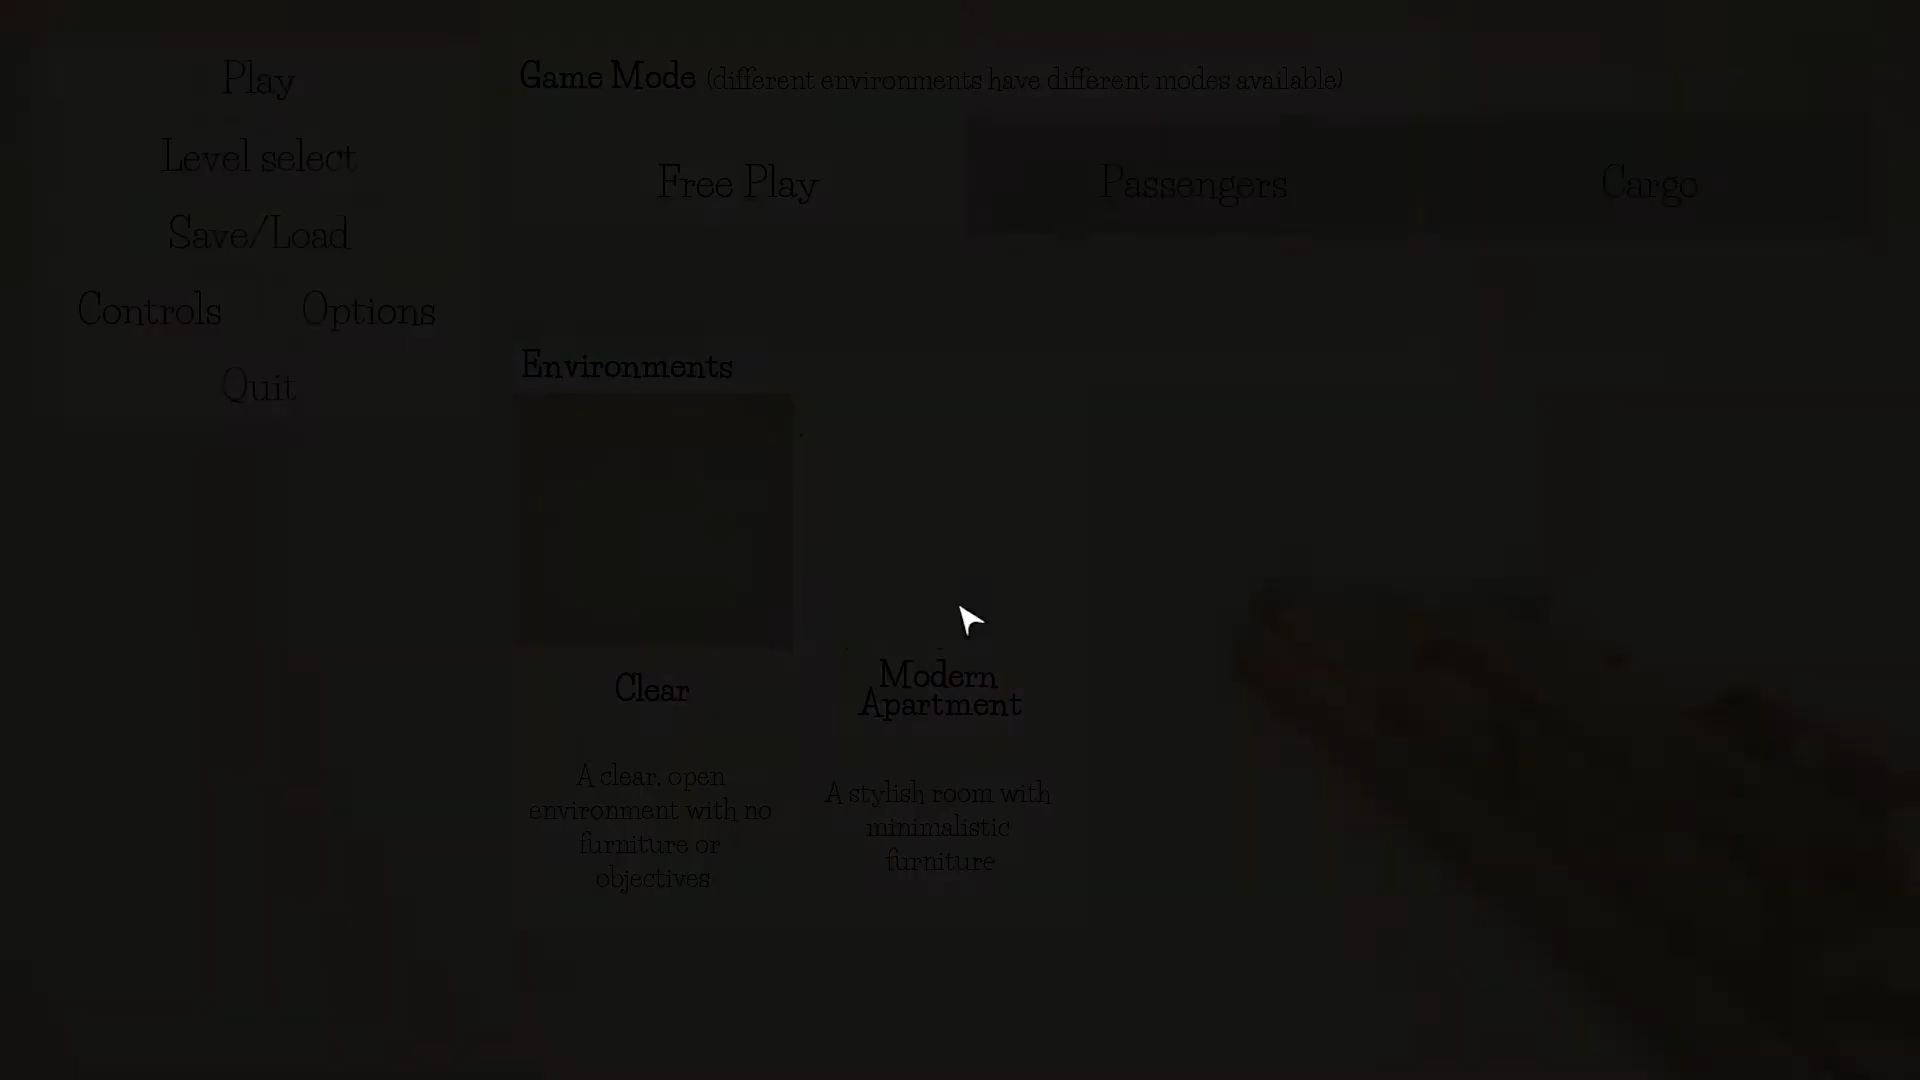 Play
Level select
Save/Load
Controls Options
Quit
Game Mode (different environments have different modes available)
Free Play Passengers Cargo
Environments
Clear
A clear, open
environment with no
furniture or
objectives
Modern
Apartment
A stylish room with
minimalistic
furniture